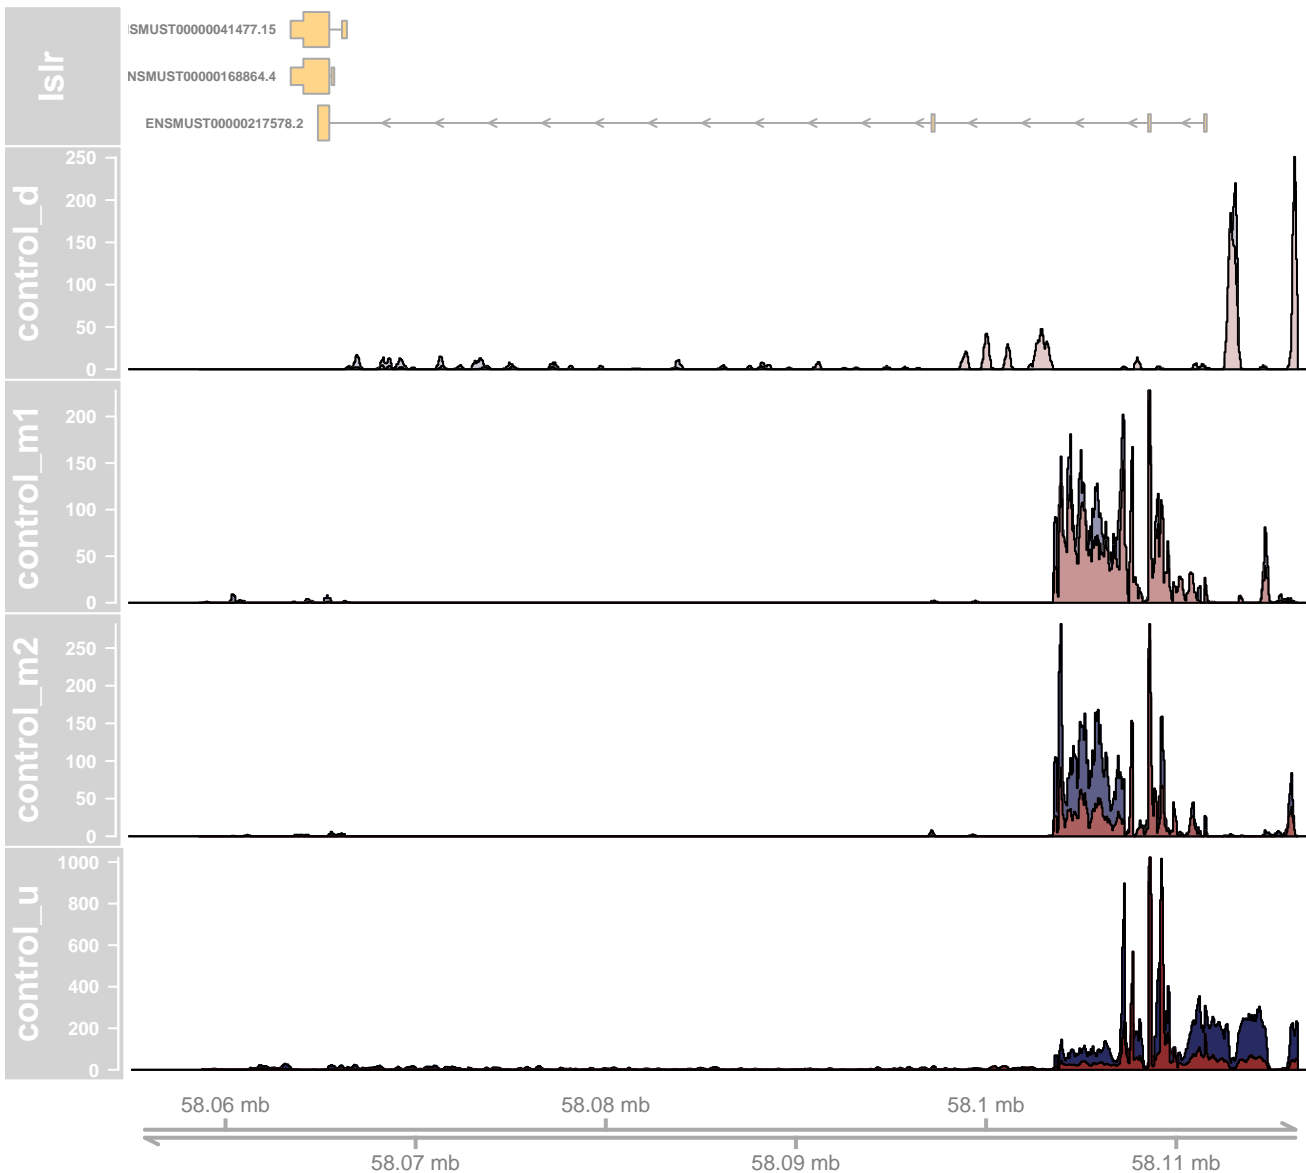 Islr
SMUST00000041477.15
NSMUST00000168864.4
ENSMUST00000217578.2
control_d
250
200
150
100
50
0
control_m1
200
150
100
50
0
control_m2
250
200
150
100
50
0
control_u
1000
800
600
400
200
0
58.06 mb
58.08 mb
58.1 mb
58.07 mb
58.09 mb
58.11 mb